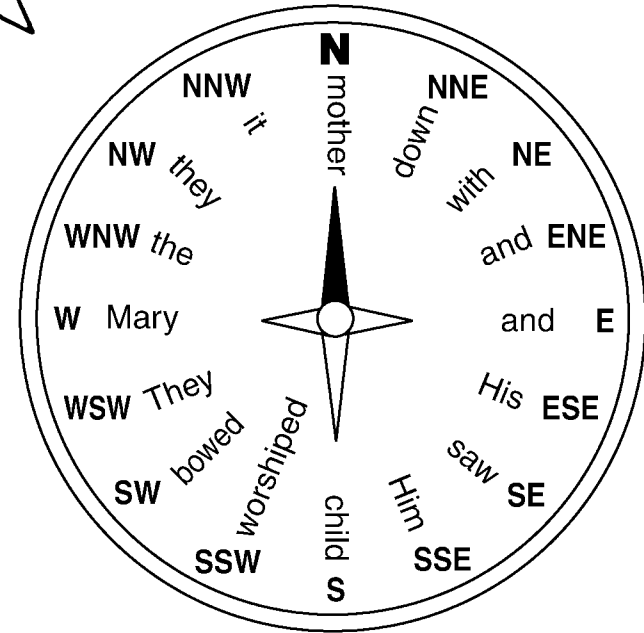 N
mother
NNE
down
NE
with
ENE
and
E
and
ESE
His
SE
saw
SSE
Him
S
child
SSW
worshiped
SW
bowed
WSW
They
W
Mary
WNW
the
NW
they
NNW
it